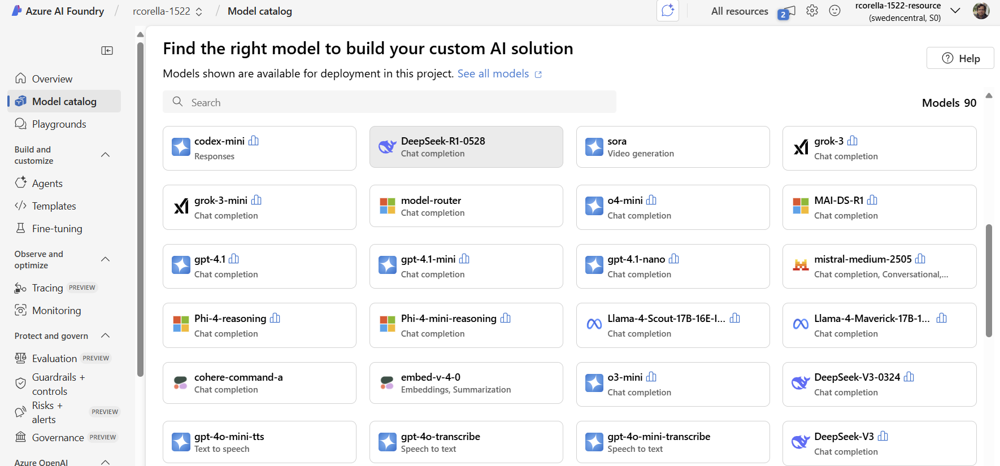 Azure AI Foundry / rcorella-1522 / Model catalog
All resources
2
rcorella-1522-resource
(swedencentral, S0)
Overview
Model catalog
Playgrounds
Build and
customize
Agents
Templates
Fine-tuning
Observe and
optimize
Tracing PREVIEW
Monitoring
Protect and govern
Evaluation PREVIEW
Guardrails +
controls
Risks +
alerts PREVIEW
Governance PREVIEW
Azure OpenAI
Find the right model to build your custom AI solution
Help
Models shown are available for deployment in this project. See all models
Search
Models 90
codex-mini
Responses
DeepSeek-R1-0528
Chat completion
sora
Video generation
grok-3
Chat completion
grok-3-mini
Chat completion
model-router
Chat completion
o4-mini
Chat completion
MAI-DS-R1
Chat completion
gpt-4.1
Chat completion
gpt-4.1-mini
Chat completion
gpt-4.1-nano
Chat completion
mistral-medium-2505
Chat completion, Conversational,...
Phi-4-reasoning
Chat completion
Phi-4-mini-reasoning
Chat completion
Llama-4-Scout-17B-16E-I...
Chat completion
Llama-4-Maverick-17B-1...
Chat completion
cohere-command-a
Chat completion
embed-v-4-0
Embeddings, Summarization
o3-mini
Chat completion
DeepSeek-V3-0324
Chat completion
gpt-4o-mini-tts
Text to speech
gpt-4o-transcribe
Speech to text
gpt-4o-mini-transcribe
Speech to text
DeepSeek-V3
Chat completion